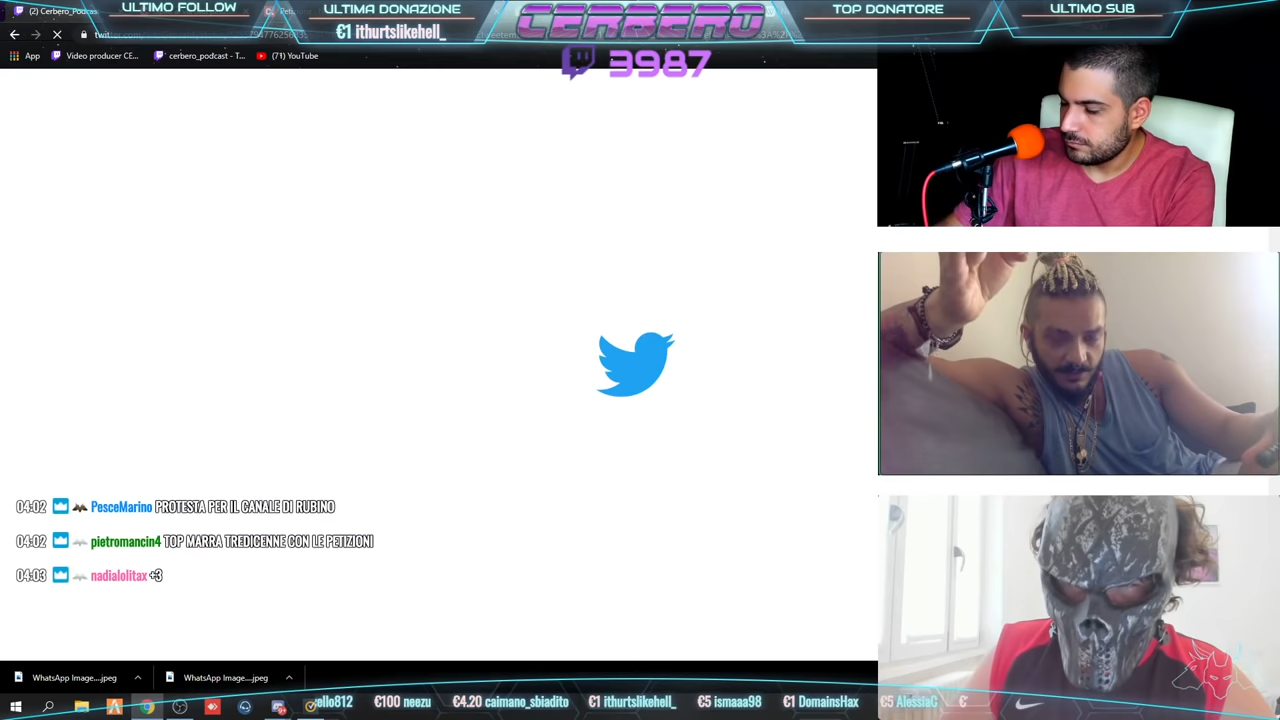 ULTIMO FOLLOW
ULTIMA DONAZIONE
€1 ithurtslikehell_
CERBERO
3987
TOP DONATORE
ULTIMO SUB
(2) Cerbero_Podcas
App
Video producer CE...
cerbero_podcast - T...
(71) YouTube
04:02 PesceMarino PROTESTA PER IL CANALE DI RUBINO
04:02 pietromancin4 TOP MARRA TREDICENNE CON LE PETIZIONI
04:03 nadialolitax +3
WhatsApp Image....jpeg
WhatsApp Image....jpeg
ello812 €100 neezu €4.20 caimano_sbiadito €1 ithurtslikehell_ €5 ismaaa98 €1 DomainsHax €5 AlessiaC €